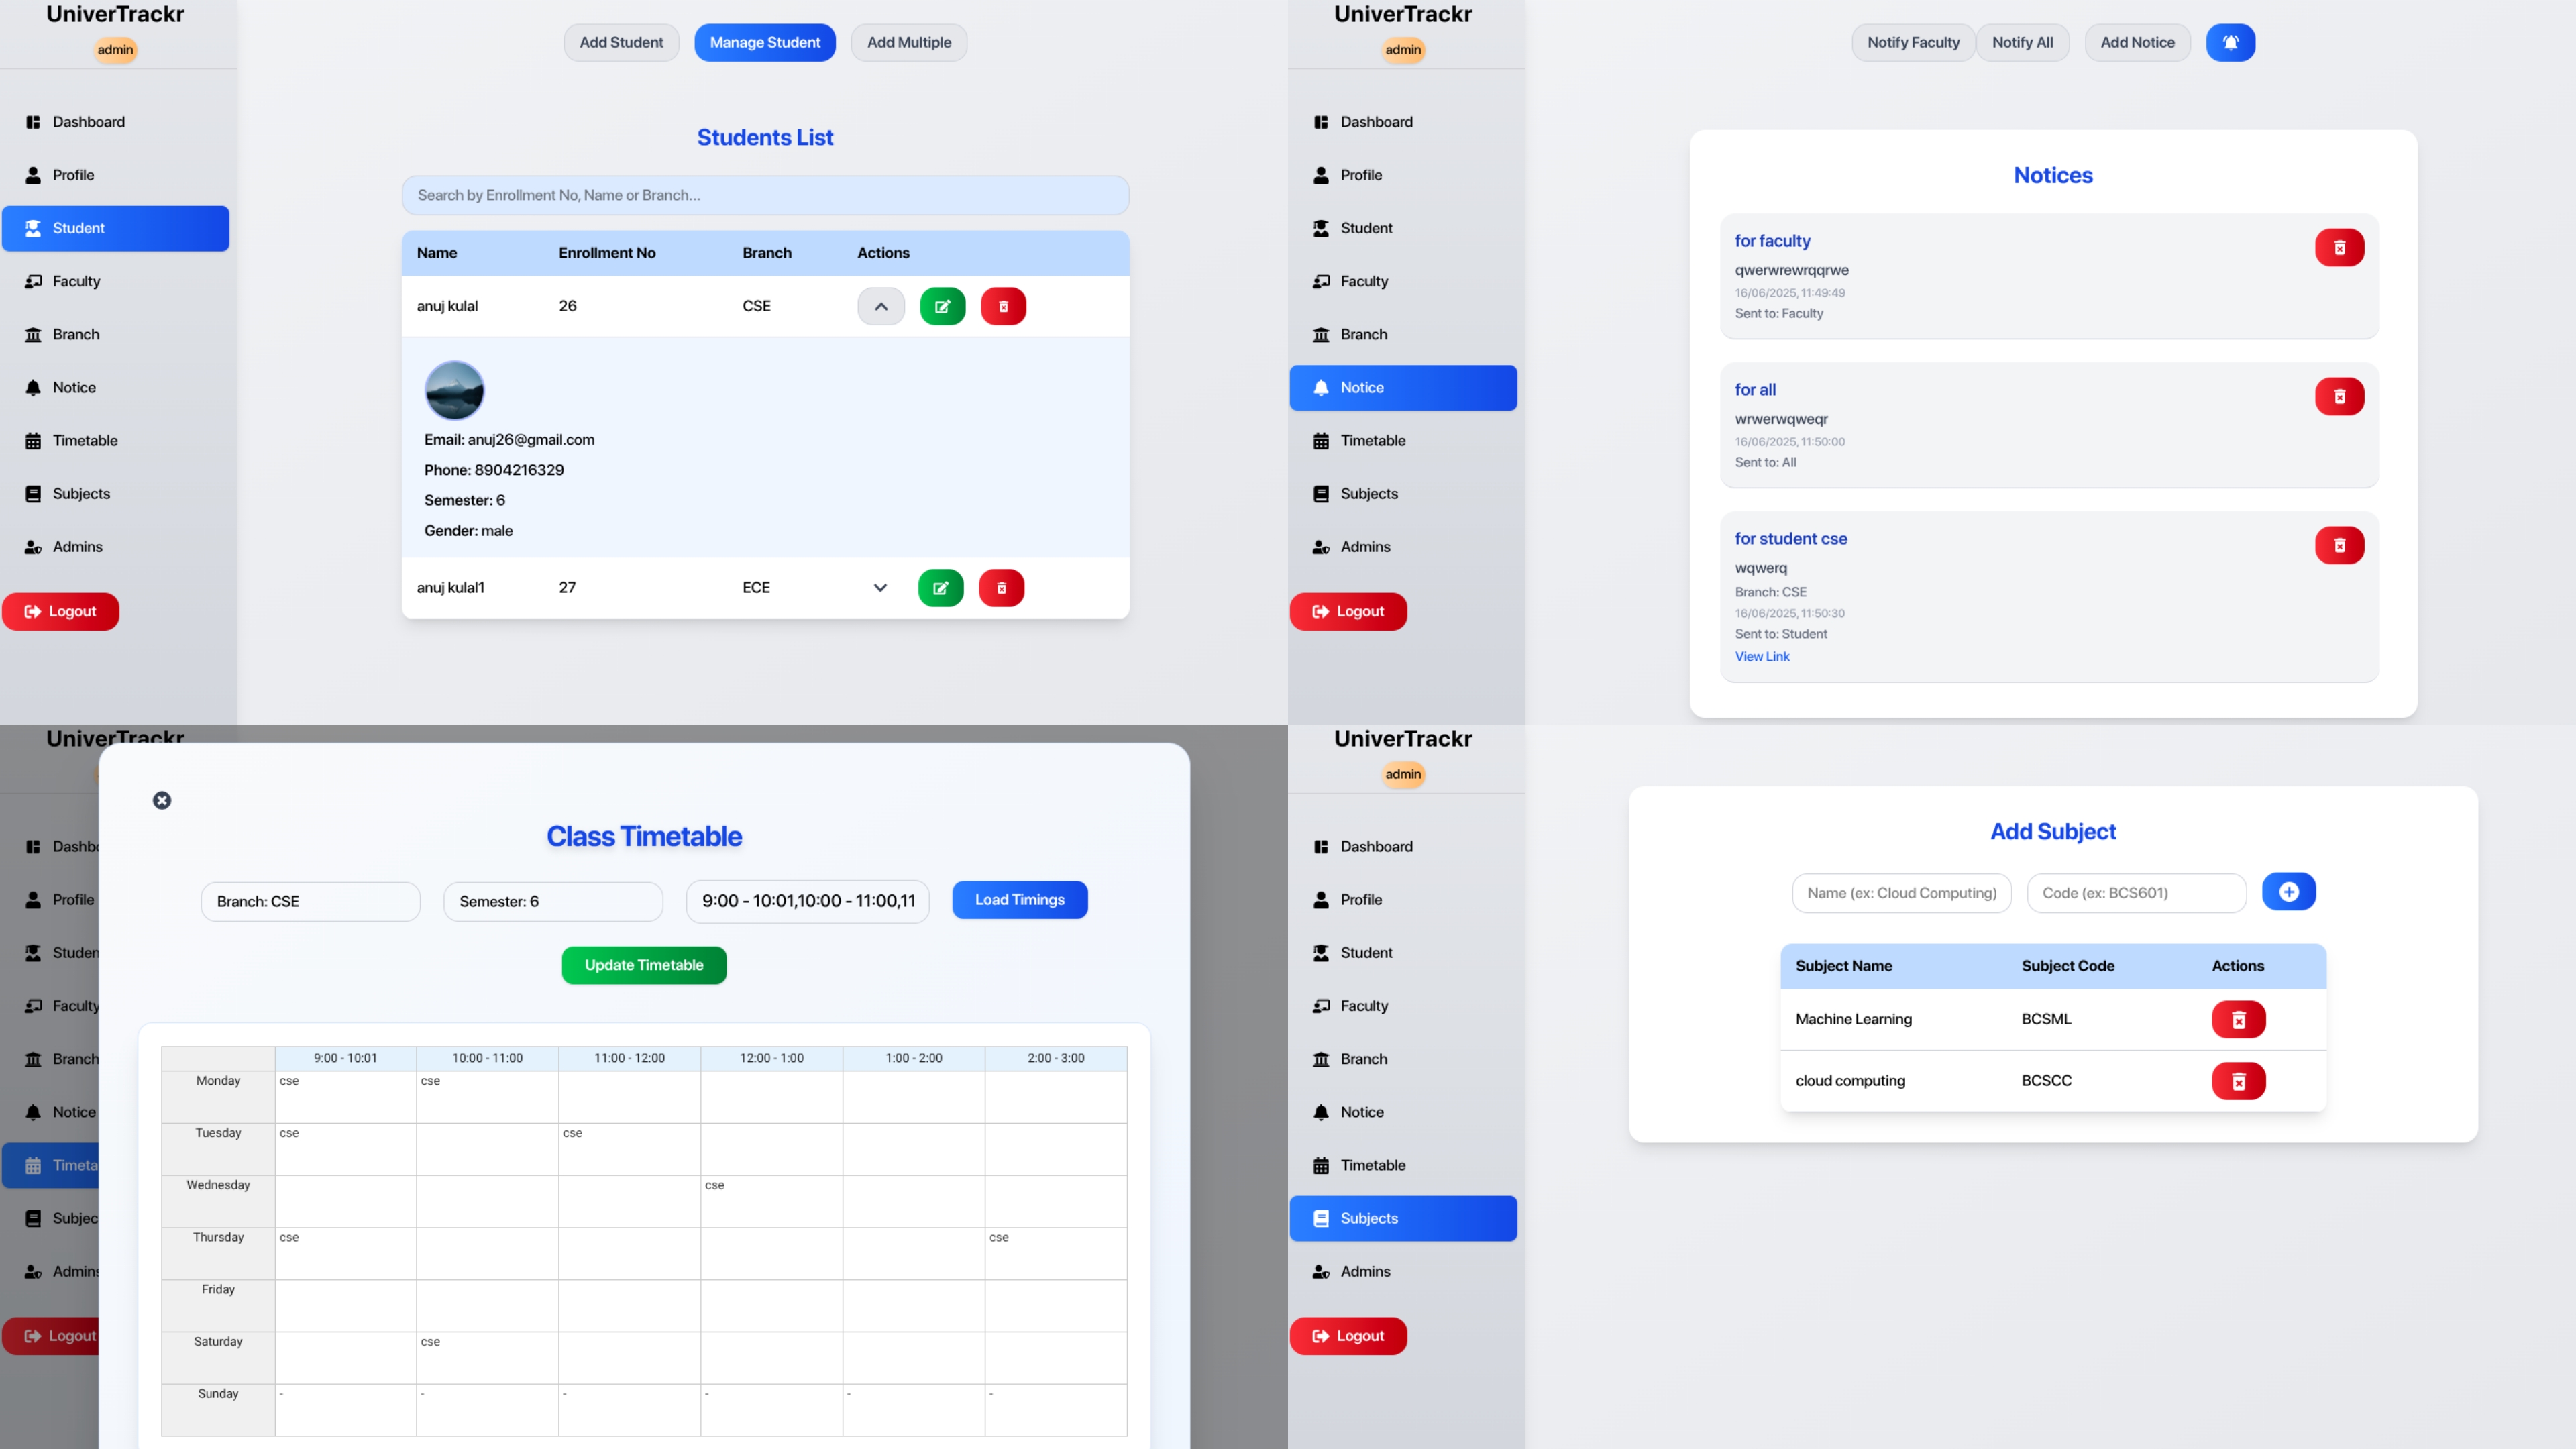 UniverTrackr
admin
Dashboard
Profile
Student
Faculty
Branch
Notice
Timetable
Subjects
Admins
Logout
Add Student
Manage Student
Add Multiple
Students List
Search by Enrollment No, Name or Branch...
Name Enrollment No Branch Actions
anuj kulal 26 CSE
Email: anuj26@gmail.com
Phone: 8904216329
Semester: 6
Gender: male
anuj kulal1 27 ECE
UniverTrackr
admin
Dashboard
Profile
Student
Faculty
Branch
Notice
Timetable
Subjects
Admins
Logout
Notify Faculty
Notify All
Add Notice
Notices
for faculty
qwerwrewrqqrwe
16/06/2025, 11:49:49
Sent to: Faculty
for all
wrwerwqweqr
16/06/2025, 11:50:00
Sent to: All
for student cse
wqwerq
Branch: CSE
16/06/2025, 11:50:30
Sent to: Student
View Link
UniverTrackr
Dashb
Profile
Studen
Faculty
Branch
Notice
Timeta
Subjec
Admins
Logout
Class Timetable
Branch: CSE
Semester: 6
9:00 - 10:01,10:00 - 11:00,11
Load Timings
Update Timetable
9:00 - 10:01 10:00 - 11:00 11:00 - 12:00 12:00 - 1:00 1:00 - 2:00 2:00 - 3:00
Monday cse cse
Tuesday cse cse
Wednesday cse
Thursday cse cse
Friday
Saturday cse
Sunday - - - - - -
UniverTrackr
admin
Dashboard
Profile
Student
Faculty
Branch
Notice
Timetable
Subjects
Admins
Logout
Add Subject
Name (ex: Cloud Computing)
Code (ex: BCS601)
Subject Name Subject Code Actions
Machine Learning BCSML
cloud computing BCSCC